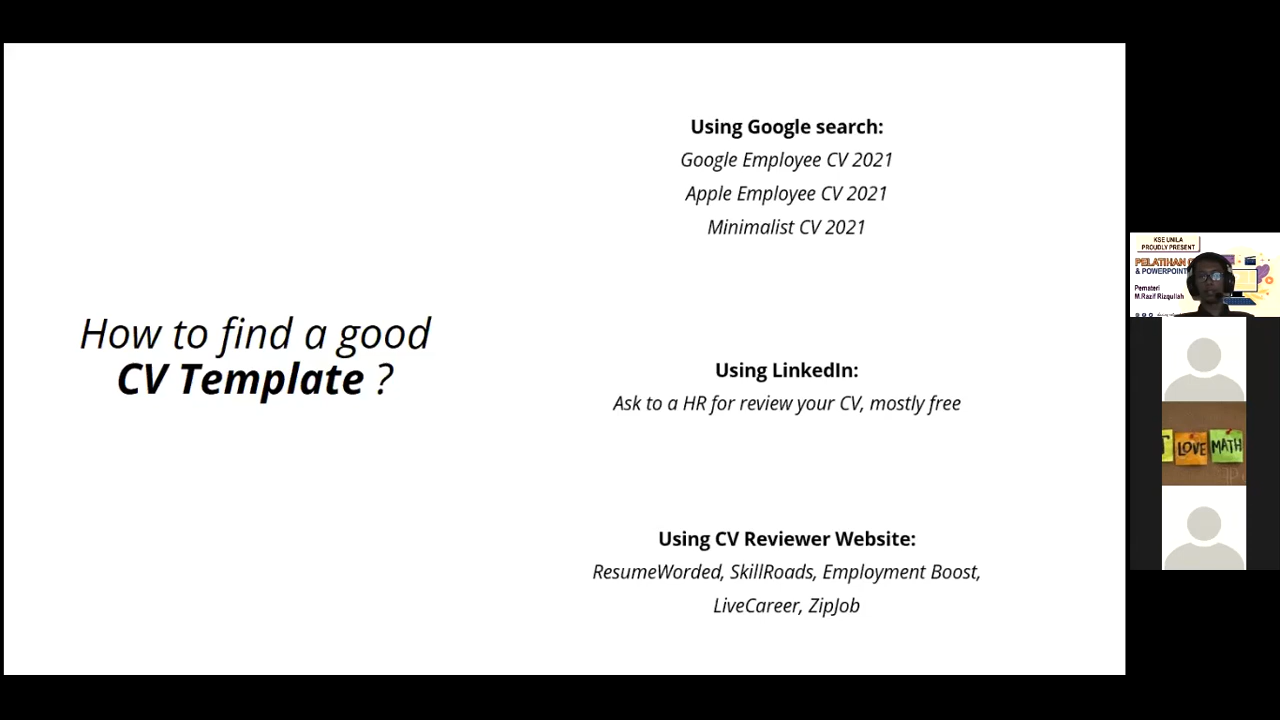 How to find a good
CV Template ?
Using Google search:
Google Employee CV 2021
Apple Employee CV 2021
Minimalist CV 2021
Using LinkedIn:
Ask to a HR for review your CV, mostly free
Using CV Reviewer Website:
ResumeWorded, SkillRoads, Employment Boost,
LiveCareer, ZipJob
KSE UNILA
PROUDLY PRESENT
PELATIHAN
& POWERPOINT
Pemateri
M.Razif Rizqullah
LOVE
MATH